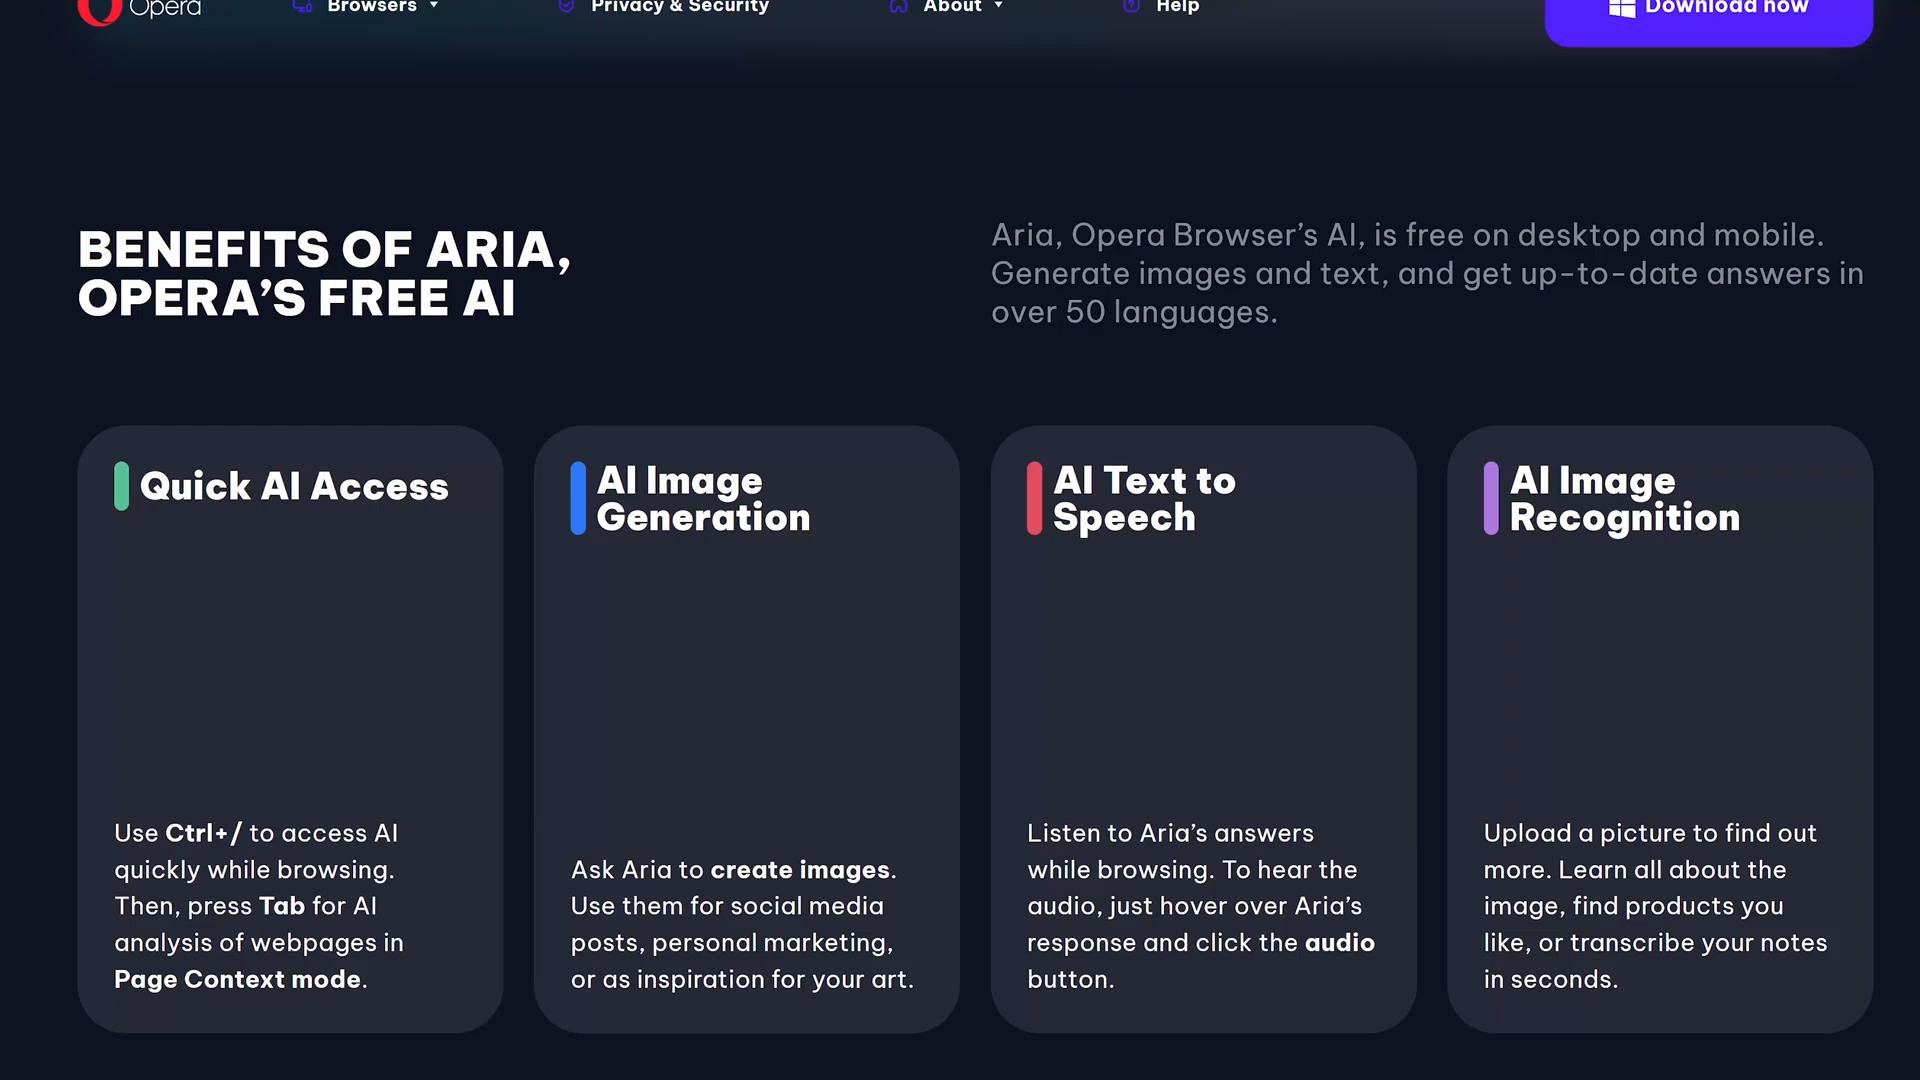 Opera
Browsers
Privacy & Security
About
Help
Download now
BENEFITS OF ARIA,
OPERA’S FREE AI
Aria, Opera Browser’s AI, is free on desktop and mobile.
Generate images and text, and get up-to-date answers in
over 50 languages.
Quick AI Access
Use Ctrl+/ to access AI
quickly while browsing.
Then, press Tab for AI
analysis of webpages in
Page Context mode.
AI Image
Generation
Ask Aria to create images.
Use them for social media
posts, personal marketing,
or as inspiration for your art.
AI Text to
Speech
Listen to Aria’s answers
while browsing. To hear the
audio, just hover over Aria’s
response and click the audio
button.
AI Image
Recognition
Upload a picture to find out
more. Learn all about the
image, find products you
like, or transcribe your notes
in seconds.